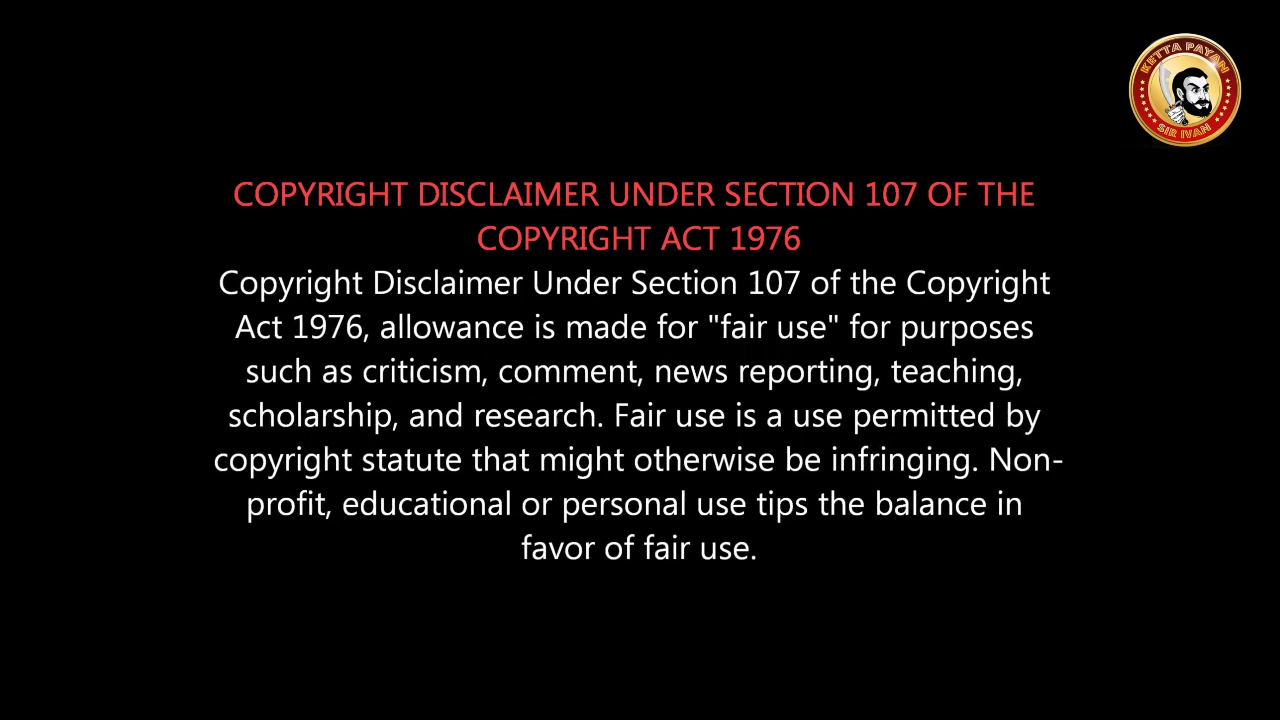 KETTA PAYAN
SIR IVAN
COPYRIGHT DISCLAIMER UNDER SECTION 107 OF THE
COPYRIGHT ACT 1976
Copyright Disclaimer Under Section 107 of the Copyright
Act 1976, allowance is made for "fair use" for purposes
such as criticism, comment, news reporting, teaching,
scholarship, and research. Fair use is a use permitted by
copyright statute that might otherwise be infringing. Non-
profit, educational or personal use tips the balance in
favor of fair use.